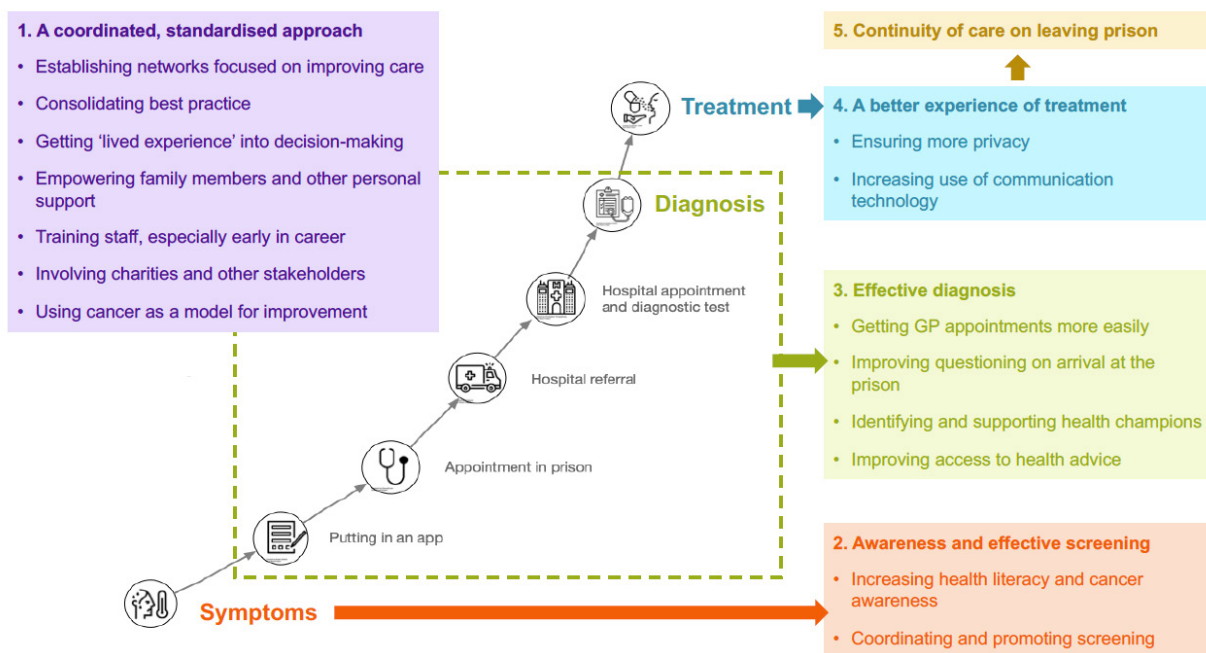 1. A coordinated, standardised approach
• Establishing networks focused on improving care
• Consolidating best practice
• Getting ‘lived experience’ into decision-making
• Empowering family members and other personal
support
• Training staff, especially early in career
• Involving charities and other stakeholders
• Using cancer as a model for improvement
5. Continuity of care on leaving prison
Treatment
4. A better experience of treatment
• Ensuring more privacy
• Increasing use of communication
technology
Diagnosis
Hospital appointment
and diagnostic test
3. Effective diagnosis
• Getting GP appointments more easily
• Improving questioning on arrival at the
prison
• Identifying and supporting health champions
• Improving access to health advice
Hospital referral
Appointment in prison
Putting in an app
Symptoms
2. Awareness and effective screening
• Increasing health literacy and cancer
awareness
• Coordinating and promoting screening